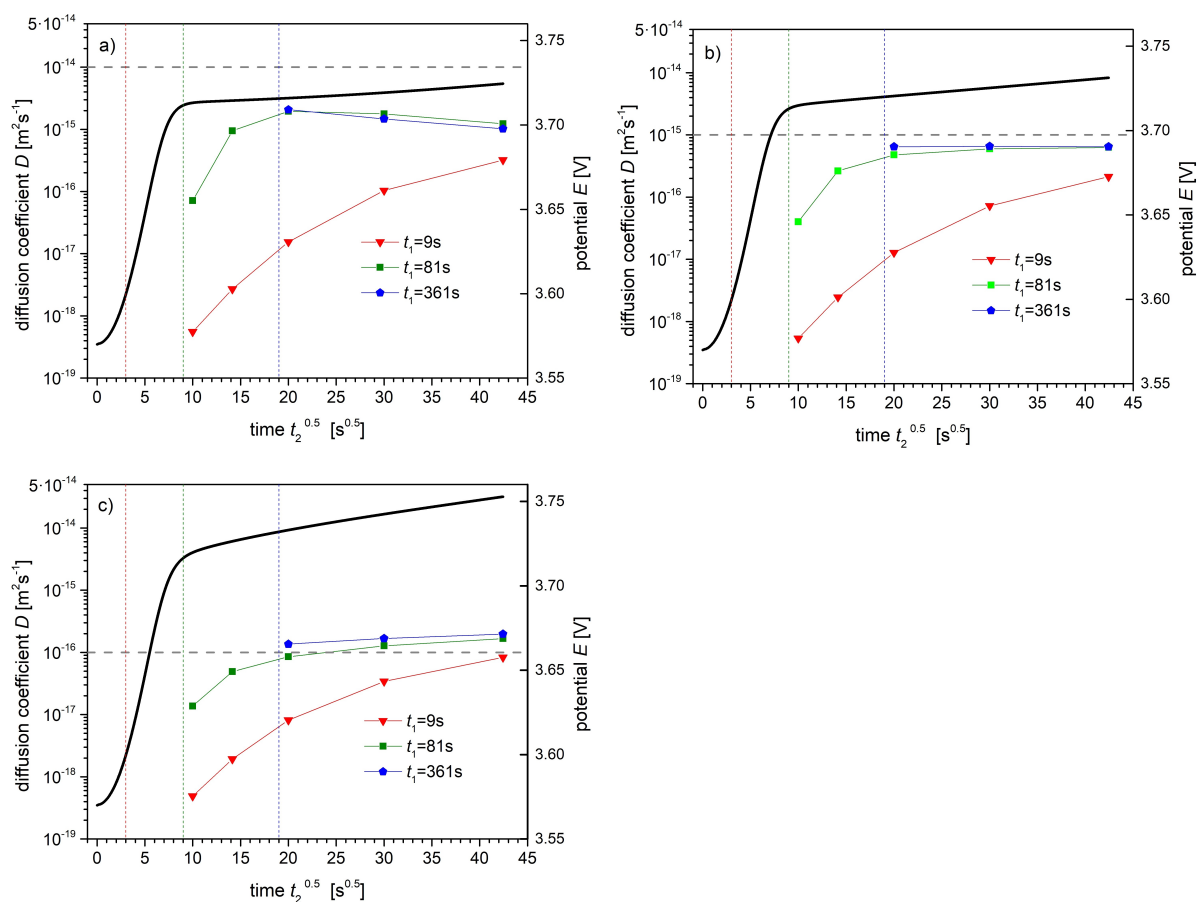 a)
5·10⁻¹⁴
10⁻¹⁴
10⁻¹⁵
10⁻¹⁶
10⁻¹⁷
10⁻¹⁸
10⁻¹⁹
diffusion coefficient D [m²s⁻¹]
3.75
3.70
3.65
3.60
3.55
potential E [V]
t₁=9s
t₁=81s
t₁=361s
0 5 10 15 20 25 30 35 40 45
time t₂^0.5 [s^0.5]
b)
5·10⁻¹⁴
10⁻¹⁴
10⁻¹⁵
10⁻¹⁶
10⁻¹⁷
10⁻¹⁸
10⁻¹⁹
diffusion coefficient D [m²s⁻¹]
3.75
3.70
3.65
3.60
3.55
potential E [V]
t₁=9s
t₁=81s
t₁=361s
0 5 10 15 20 25 30 35 40 45
time t₂^0.5 [s^0.5]
c)
5·10⁻¹⁴
10⁻¹⁴
10⁻¹⁵
10⁻¹⁶
10⁻¹⁷
10⁻¹⁸
10⁻¹⁹
diffusion coefficient D [m²s⁻¹]
3.75
3.70
3.65
3.60
3.55
potential E [V]
t₁=9s
t₁=81s
t₁=361s
0 5 10 15 20 25 30 35 40 45
time t₂^0.5 [s^0.5]